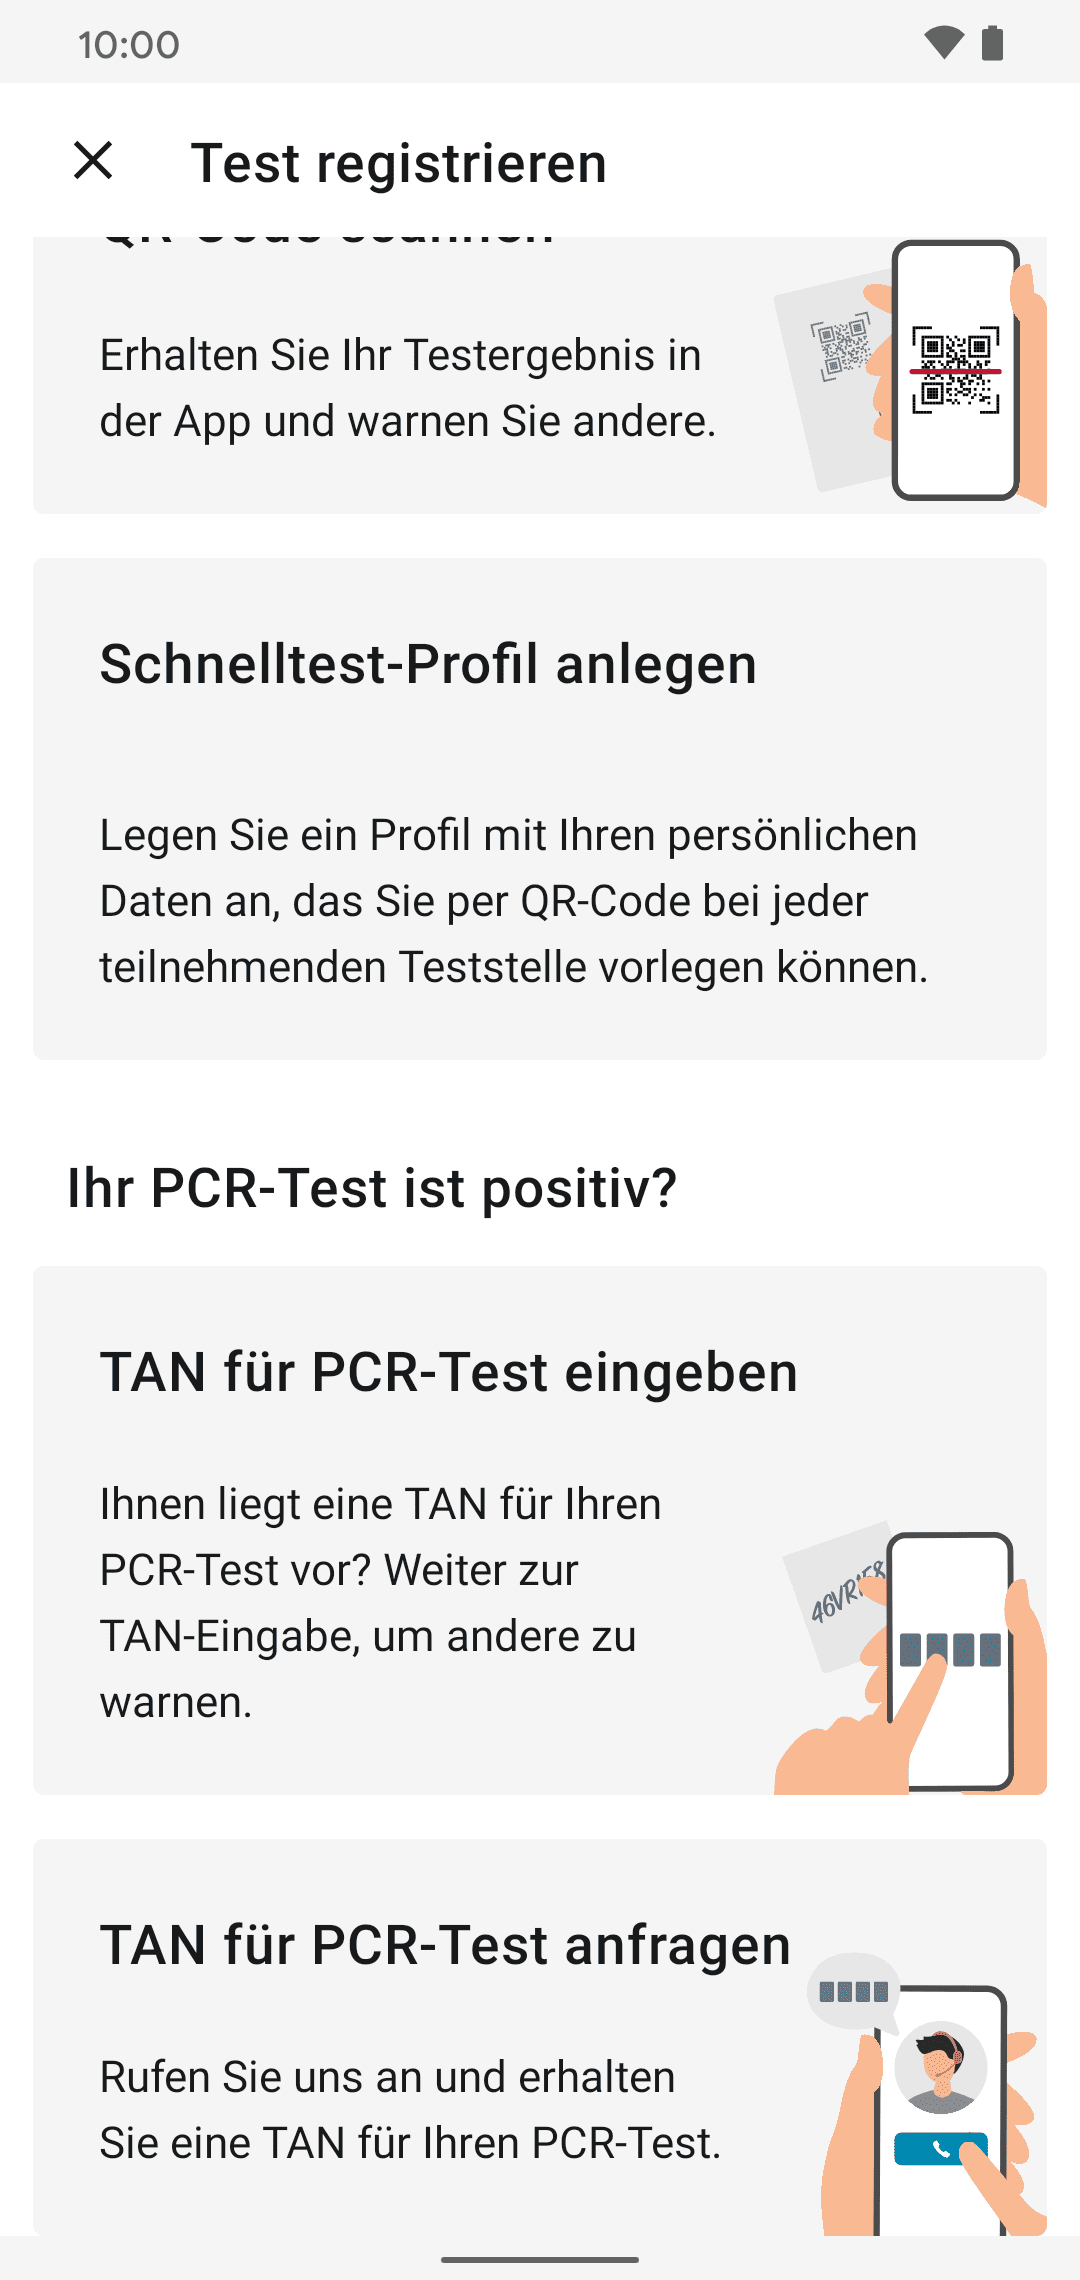 10:00
Test registrieren
QR-Code scannen
Erhalten Sie Ihr Testergebnis in
der App und warnen Sie andere.
Schnelltest-Profil anlegen
Legen Sie ein Profil mit Ihren persönlichen
Daten an, das Sie per QR-Code bei jeder
teilnehmenden Teststelle vorlegen können.
Ihr PCR-Test ist positiv?
TAN für PCR-Test eingeben
Ihnen liegt eine TAN für Ihren
PCR-Test vor? Weiter zur
TAN-Eingabe, um andere zu
warnen.
TAN für PCR-Test anfragen
Rufen Sie uns an und erhalten
Sie eine TAN für Ihren PCR-Test.